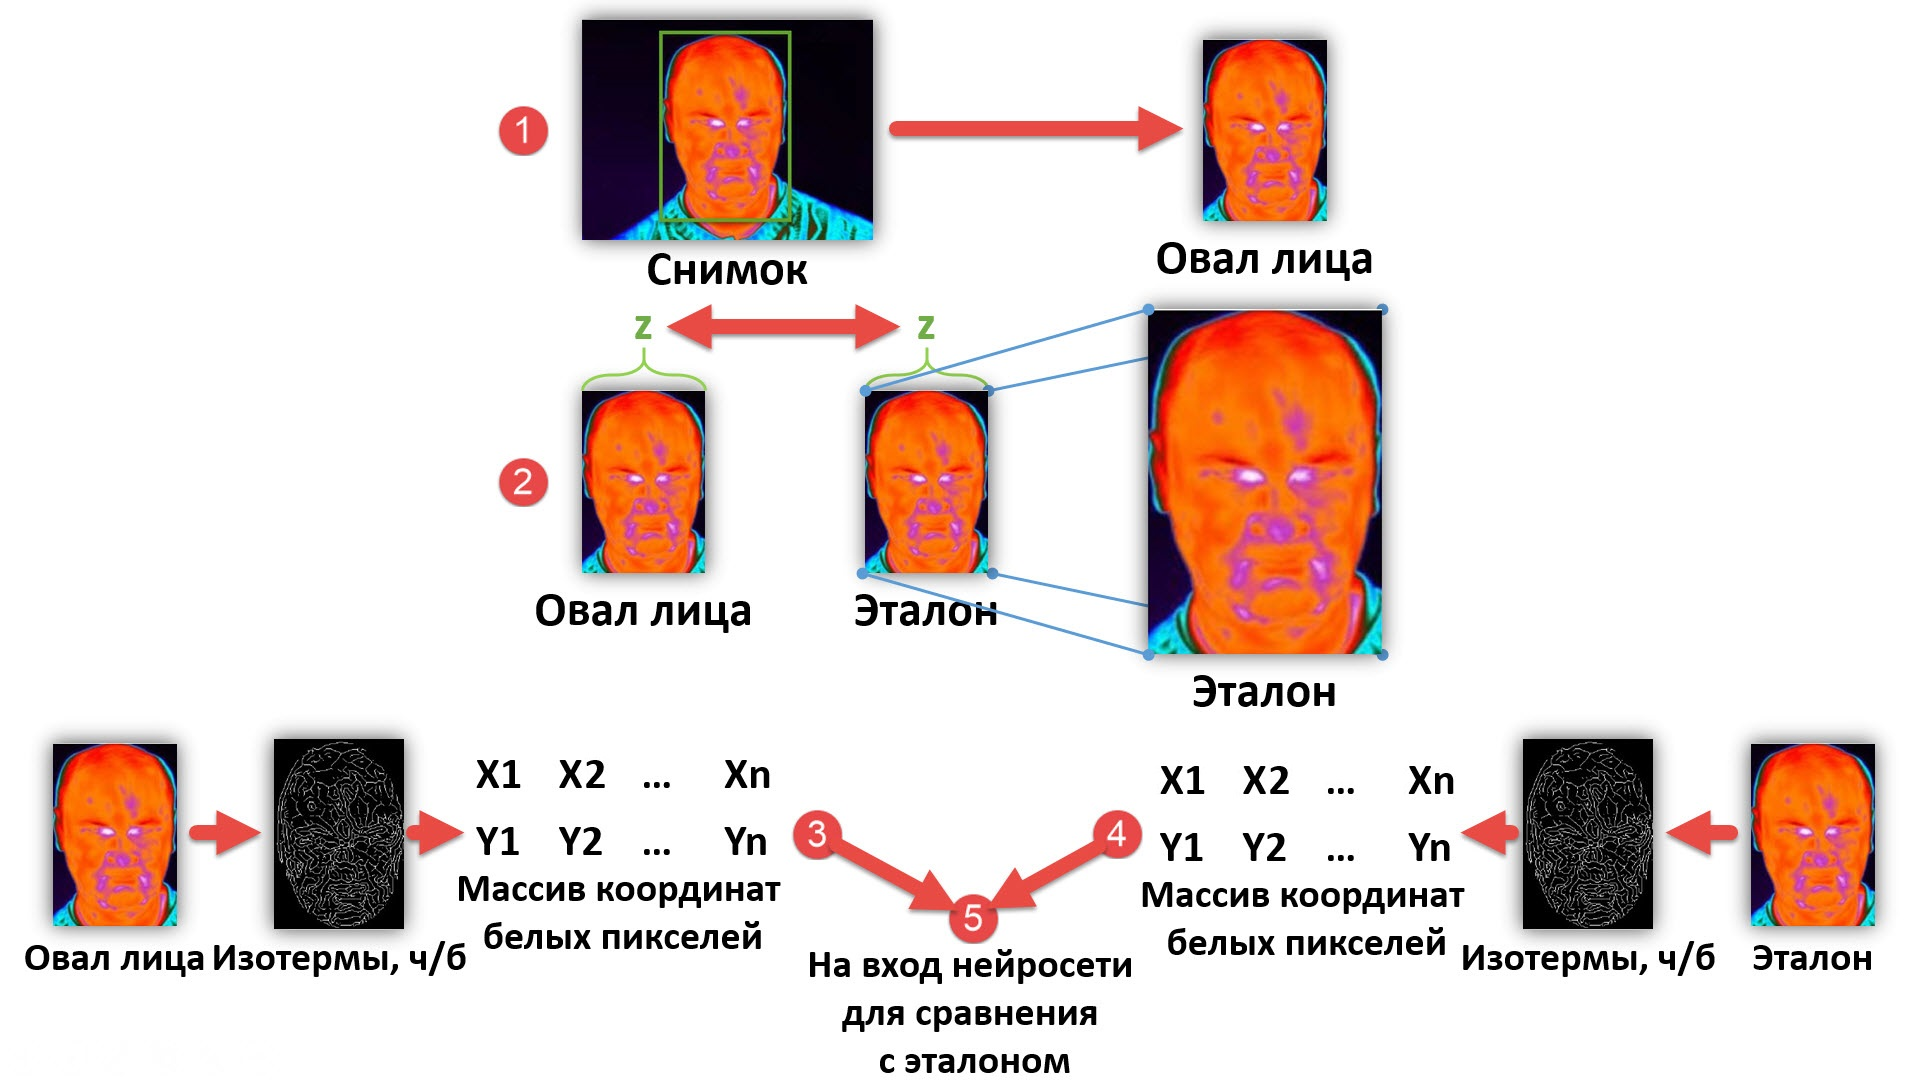 1
Снимок
Овал лица
z
z
2
Овал лица
Эталон
Эталон
X1 X2 ... Xn
Y1 Y2 ... Yn
Массив координат
белых пикселей
3
4
X1 X2 ... Xn
Y1 Y2 ... Yn
Массив координат
белых пикселей
5
Овал лица
Изотермы, ч/б
На вход нейросети
для сравнения
с эталоном
Изотермы, ч/б
Эталон